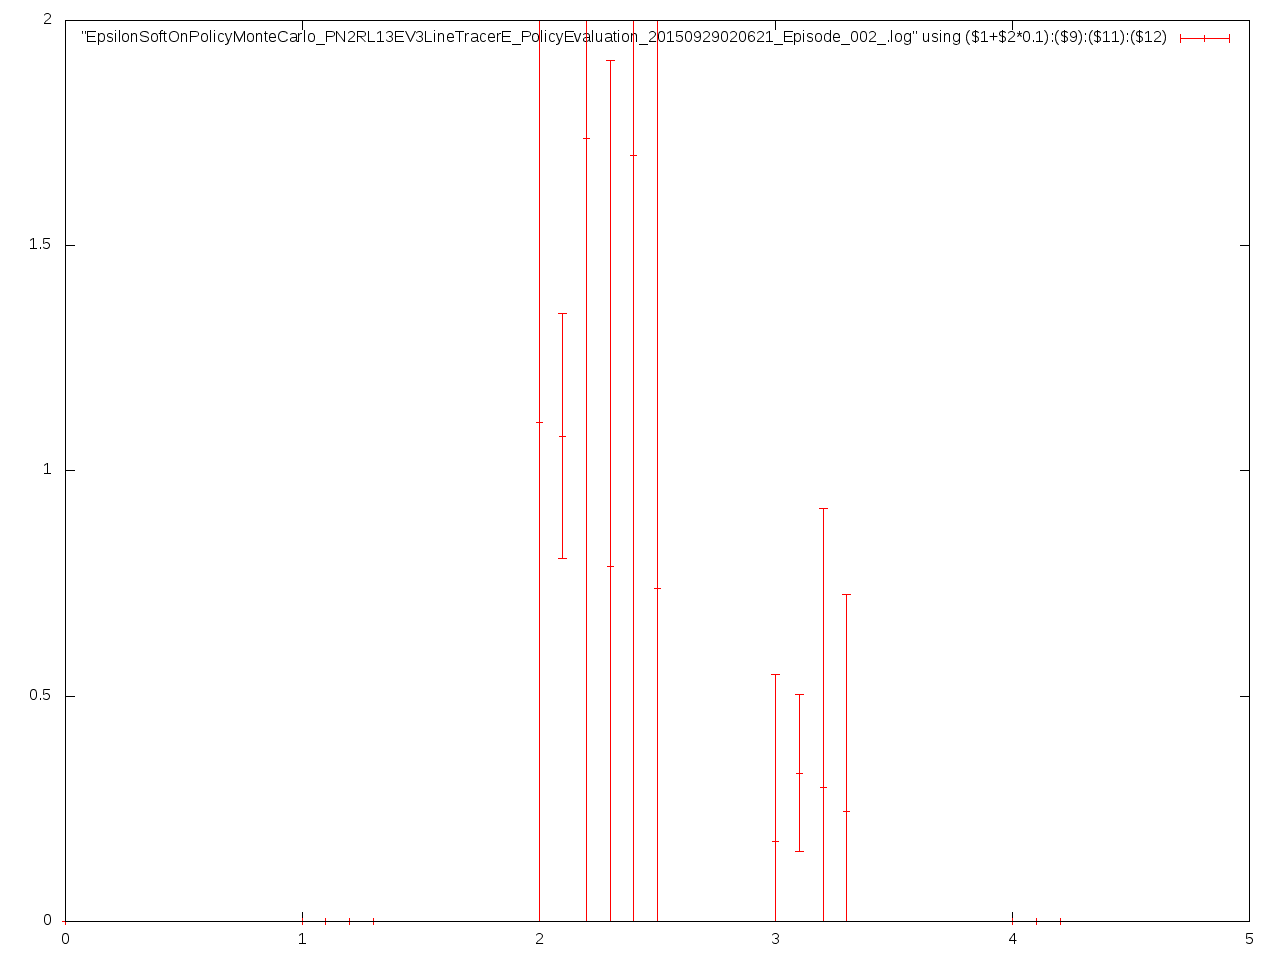 2
"EpsilonSoftOnPolicyMonteCarlo_PN2RL13EV3LineTracerE_PolicyEvaluation_20150929020621_Episode_002_.log" using ($1+$2*0.1):($9):($11):($12)
1.5
1
0.5
0
0 1 2 3 4 5